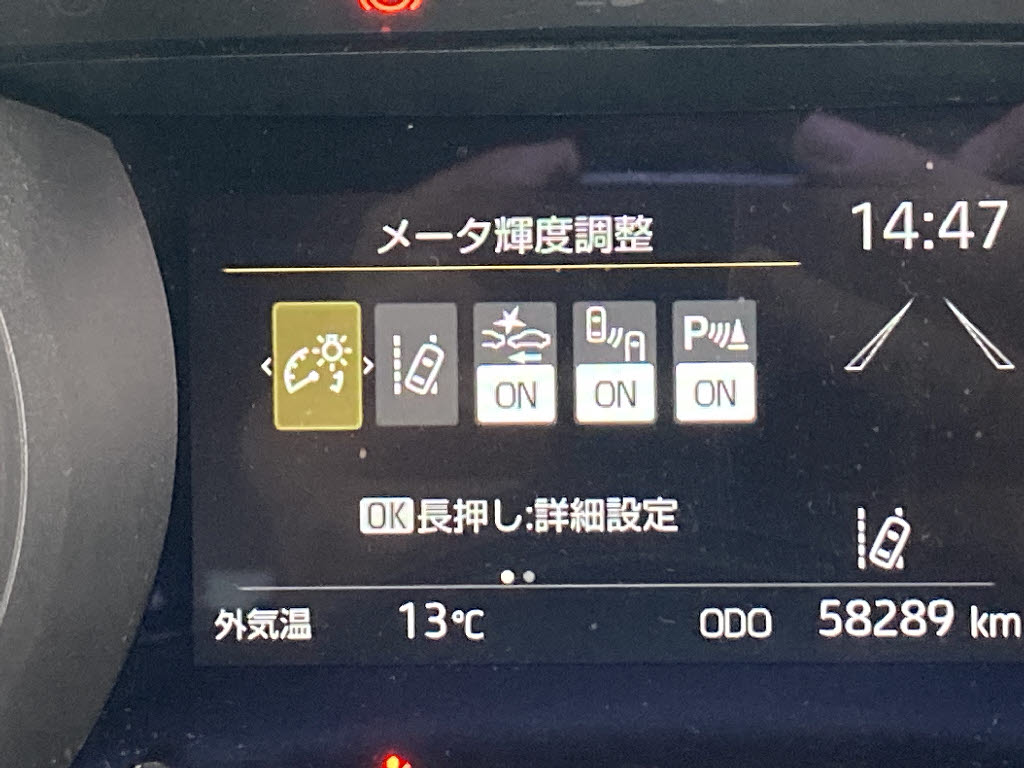 メータ輝度調整
14:47
P
ON
ON
ON
OK長押し:詳細設定
外気温 13℃ ODO 58289 km